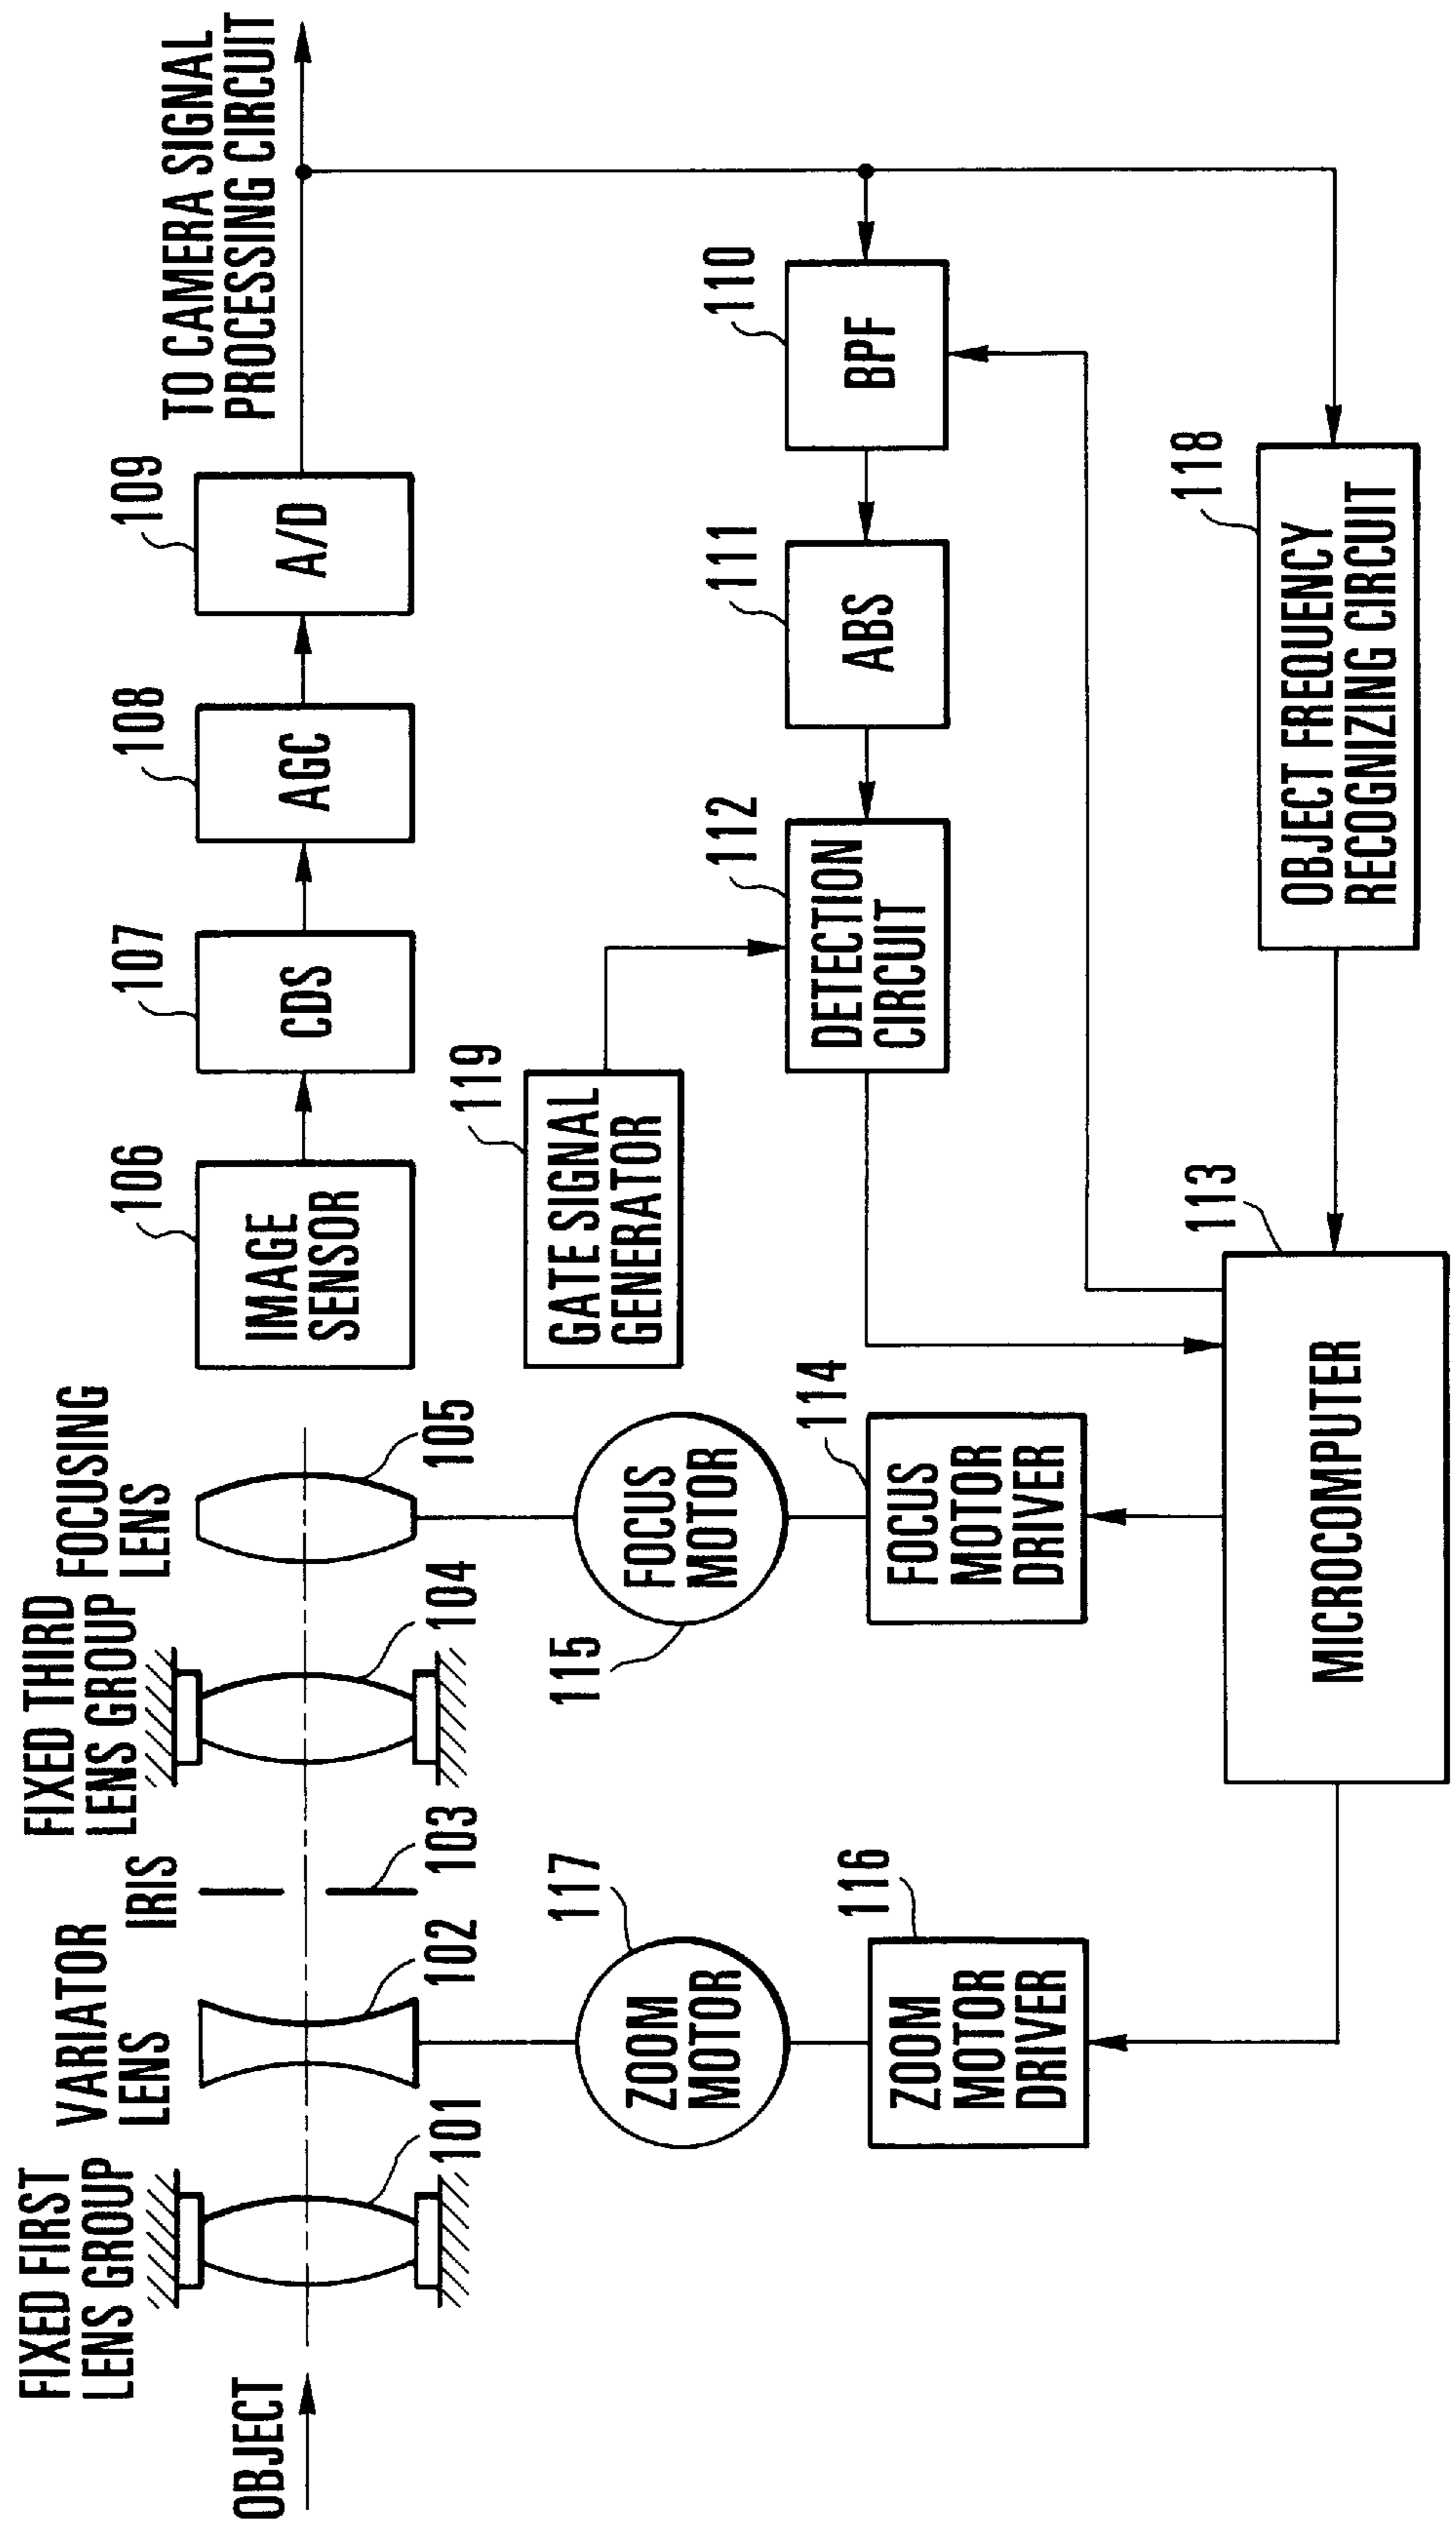 FIXED FIRST
LENS GROUP
VARIATOR
LENS
IRIS
FIXED THIRD
LENS GROUP
FOCUSING
LENS
OBJECT
101
102
103
104
105
106
IMAGE
SENSOR
107
CDS
108
AGC
109
A/D
TO CAMERA SIGNAL
PROCESSING CIRCUIT
117
ZOOM
MOTOR
115
FOCUS
MOTOR
119
GATE SIGNAL
GENERATOR
116
ZOOM
MOTOR
DRIVER
114
FOCUS
MOTOR
DRIVER
112
DETECTION
CIRCUIT
111
ABS
110
BPF
113
MICROCOMPUTER
118
OBJECT FREQUENCY
RECOGNIZING CIRCUIT